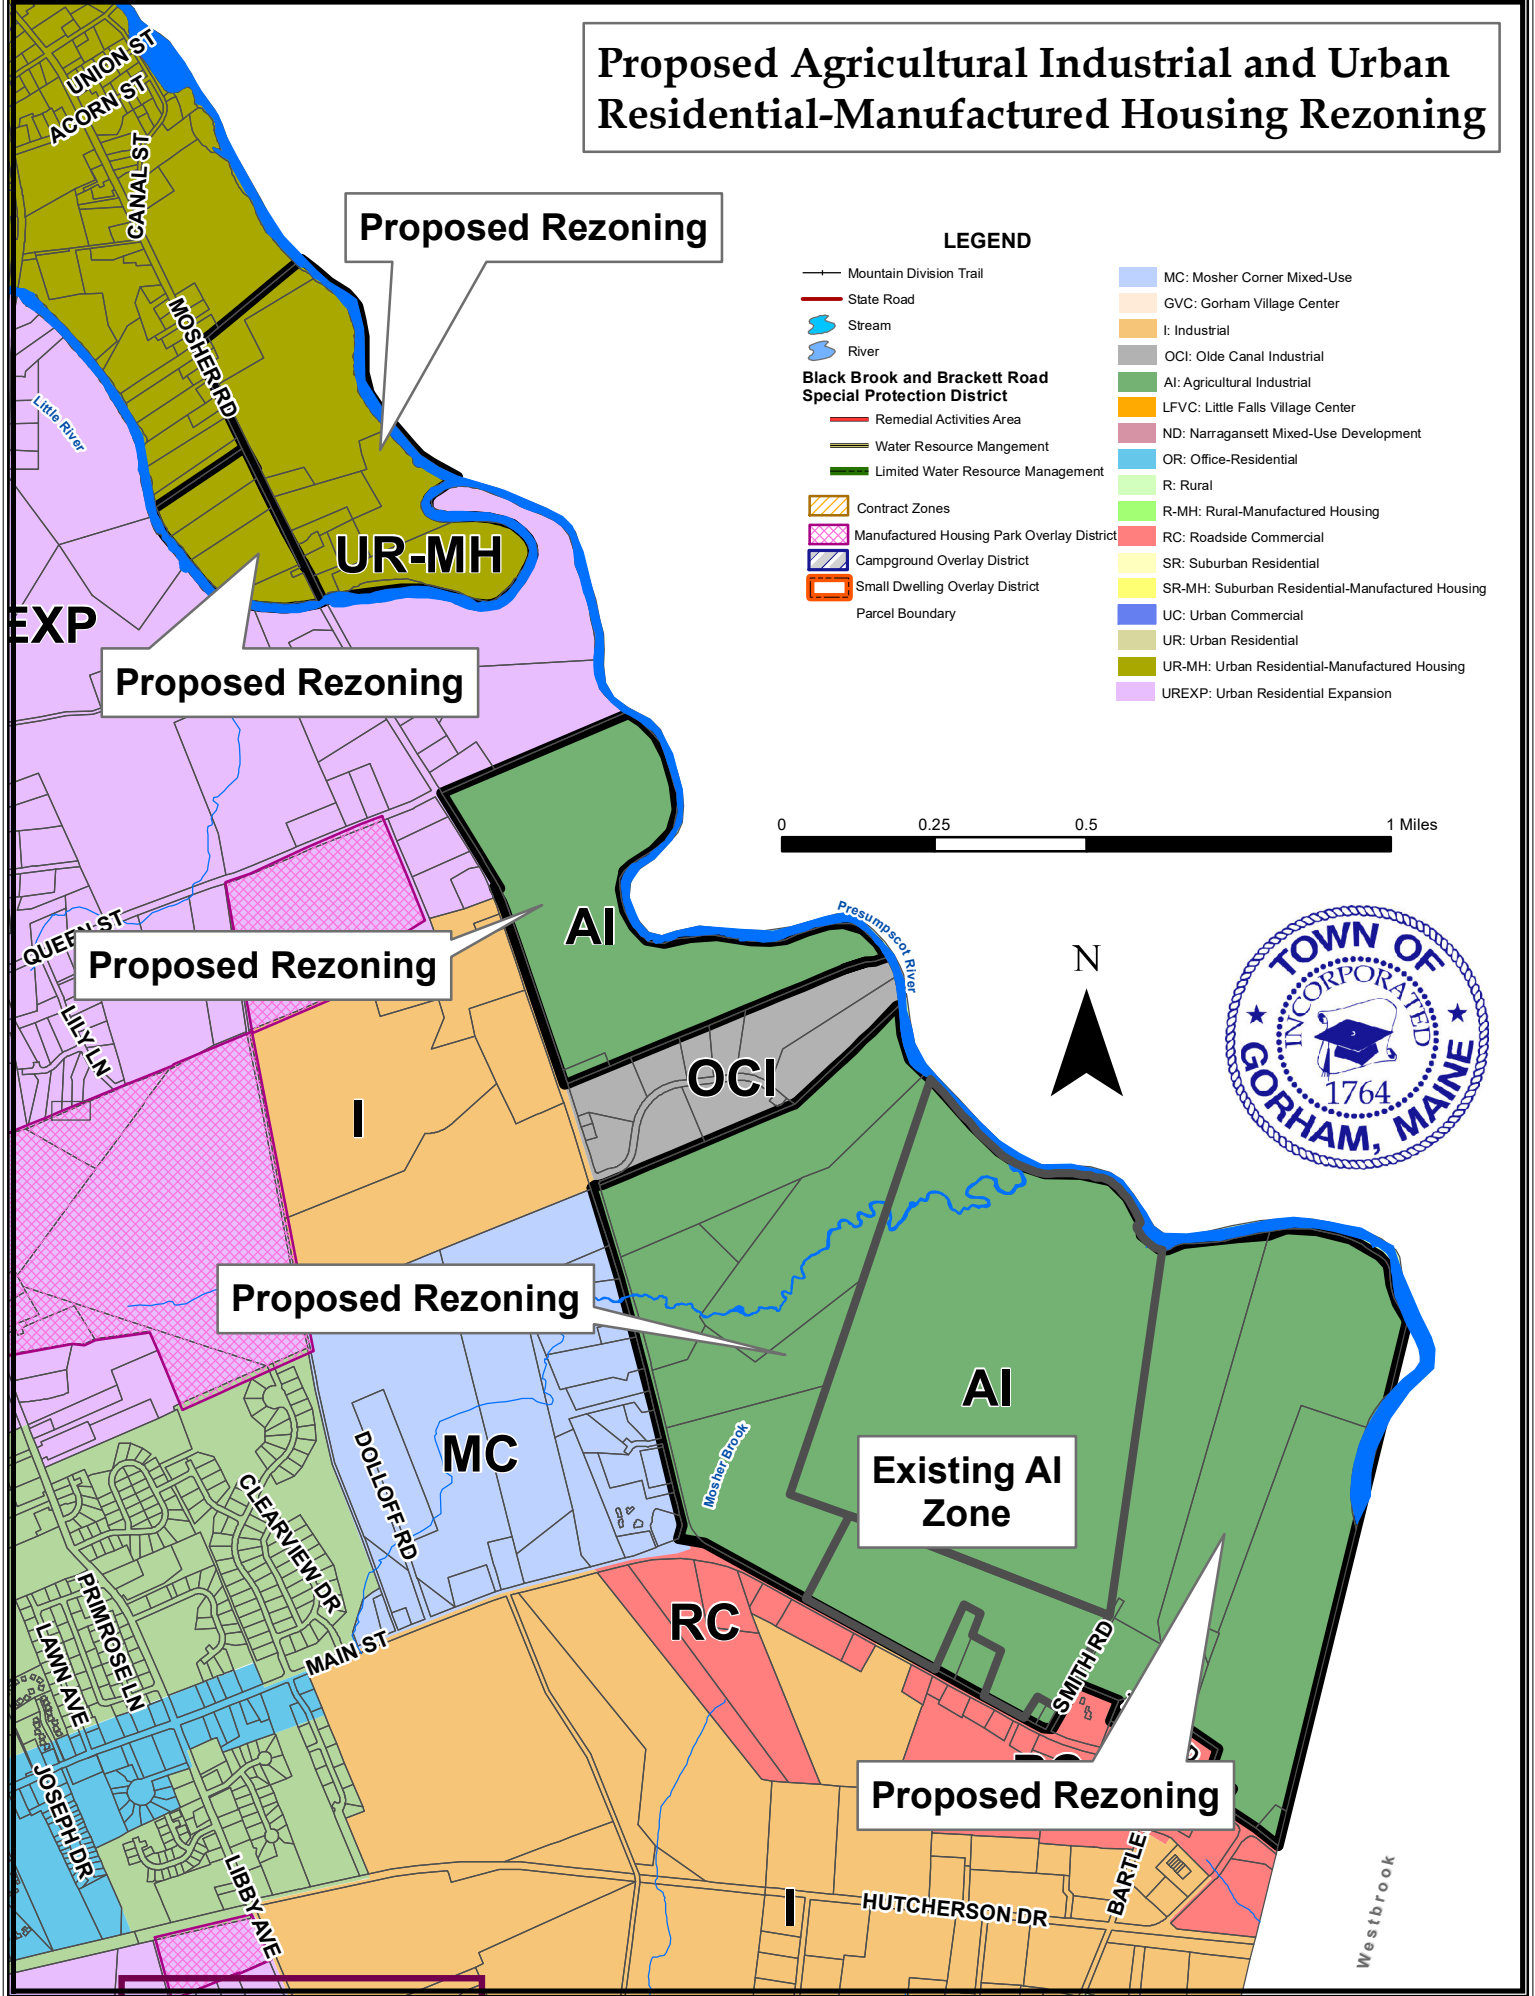 Proposed Agricultural Industrial and Urban
Residential-Manufactured Housing Rezoning
UNION ST
ACORN ST
CANAL ST
MOSHER RD
Little River
Proposed Rezoning
UR-MH
EXP
Proposed Rezoning
LEGEND
Mountain Division Trail
State Road
Stream
River
Black Brook and Brackett Road
Special Protection District
Remedial Activities Area
Water Resource Mangement
Limited Water Resource Management
Contract Zones
Manufactured Housing Park Overlay District
Campground Overlay District
Small Dwelling Overlay District
Parcel Boundary
MC: Mosher Corner Mixed-Use
GVC: Gorham Village Center
I: Industrial
OCI: Olde Canal Industrial
AI: Agricultural Industrial
LFVC: Little Falls Village Center
ND: Narragansett Mixed-Use Development
OR: Office-Residential
R: Rural
R-MH: Rural-Manufactured Housing
RC: Roadside Commercial
SR: Suburban Residential
SR-MH: Suburban Residential-Manufactured Housing
UC: Urban Commercial
UR: Urban Residential
UR-MH: Urban Residential-Manufactured Housing
UREXP: Urban Residential Expansion
0 0.25 0.5 1 Miles
QUEEN ST
Proposed Rezoning
AI
Presumpscot River
N
TOWN OF
INCORPORATED
1764
GORHAM, MAINE
LILY LN
I
OCI
Proposed Rezoning
AI
Existing AI
Zone
MC
DOLLOFF RD
Mosher Brook
CLEARVIEW DR
PRIMROSE LN
LAWN AVE
MAIN ST
RC
SMITH RD
Proposed Rezoning
JOSEPH DR
LIBBY AVE
I
HUTCHERSON DR
BARTLE
Westbrook